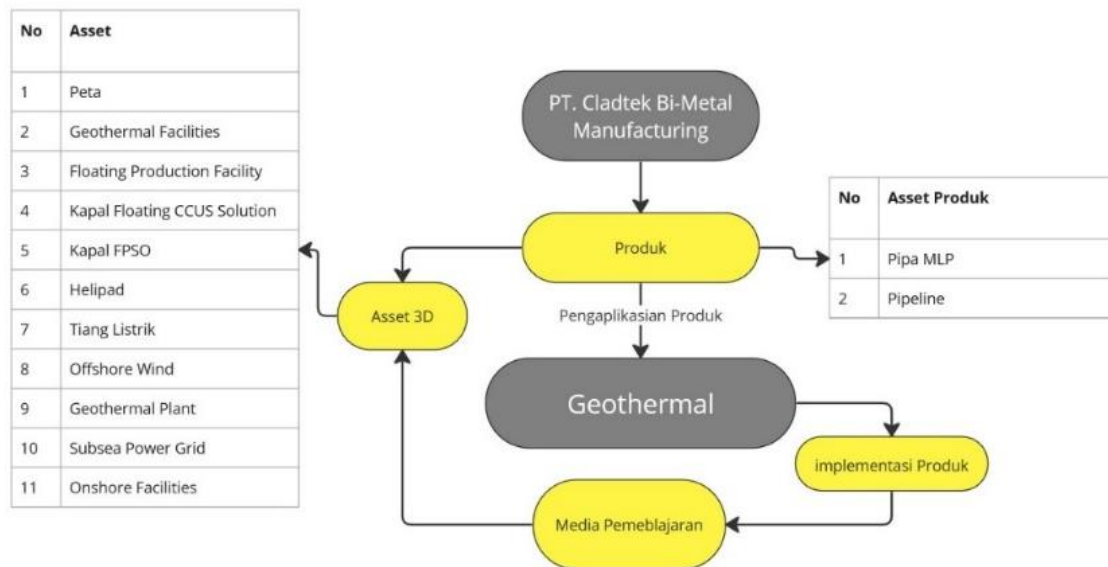 No Asset
1 Peta
2 Geothermal Facilities
3 Floating Production Facility
4 Kapal Floating CCUS Solution
5 Kapal FPSO
6 Helipad
7 Tiang Listrik
8 Offshore Wind
9 Geothermal Plant
10 Subsea Power Grid
11 Onshore Facilities
PT. Cladtek Bi-Metal
Manufacturing
Produk
No Asset Produk
1 Pipa MLP
2 Pipeline
Asset 3D
Pengaplikasian Produk
Geothermal
implementasi Produk
Media Pemeblajaran